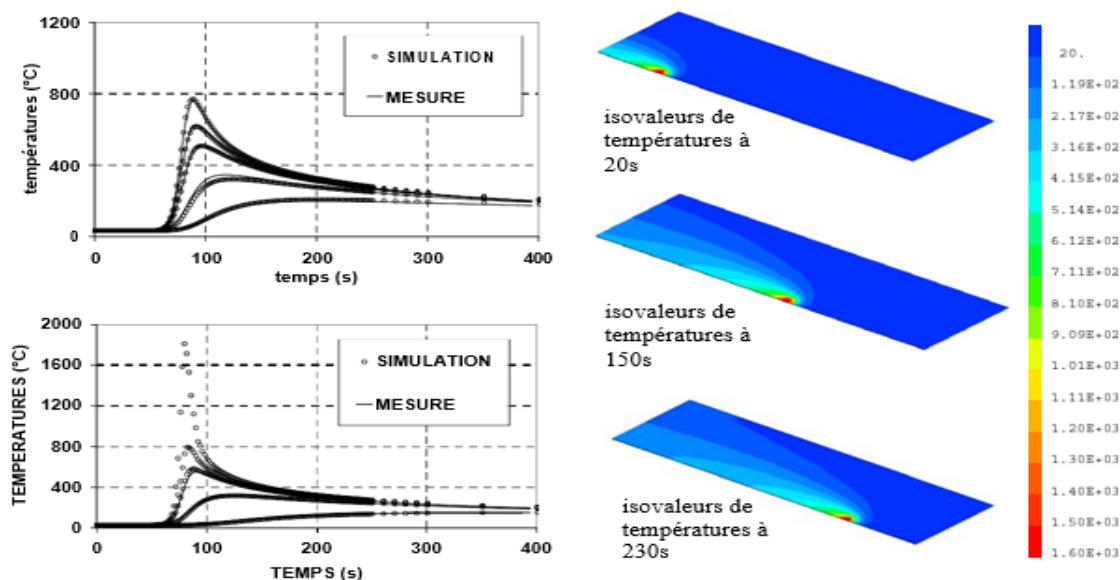 1200
800
400
0
températures (°C)
SIMULATION
MESURE
0 100 200 300 400
temps (s)
2000
1600
1200
800
400
0
TEMPERATURES (°C)
SIMULATION
MESURE
0 100 200 300 400
TEMPS (s)
isovaleurs de
températures à
20s
isovaleurs de
températures à
150s
isovaleurs de
températures à
230s
20.
1.19E+02
2.17E+02
3.16E+02
4.15E+02
5.14E+02
6.12E+02
7.11E+02
8.10E+02
9.09E+02
1.01E+03
1.11E+03
1.20E+03
1.30E+03
1.40E+03
1.50E+03
1.60E+03